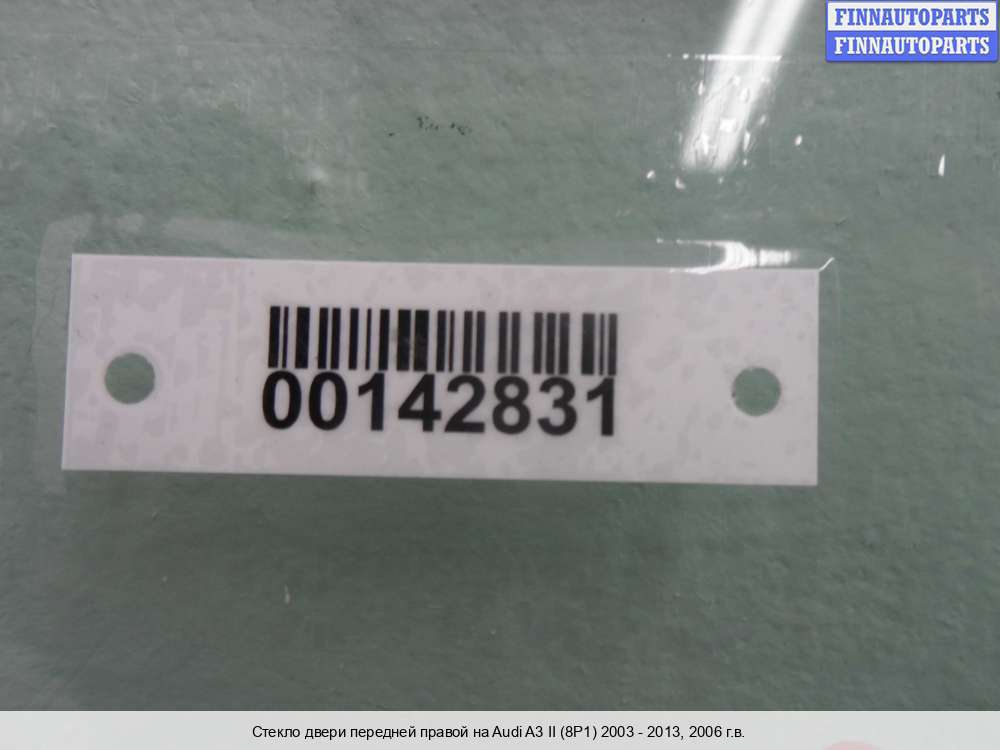 FINNAUTOPARTS
FINNAUTOPARTS
00142831
Стекло двери передней правой на Audi A3 II (8P1) 2003 - 2013, 2006 г.в.